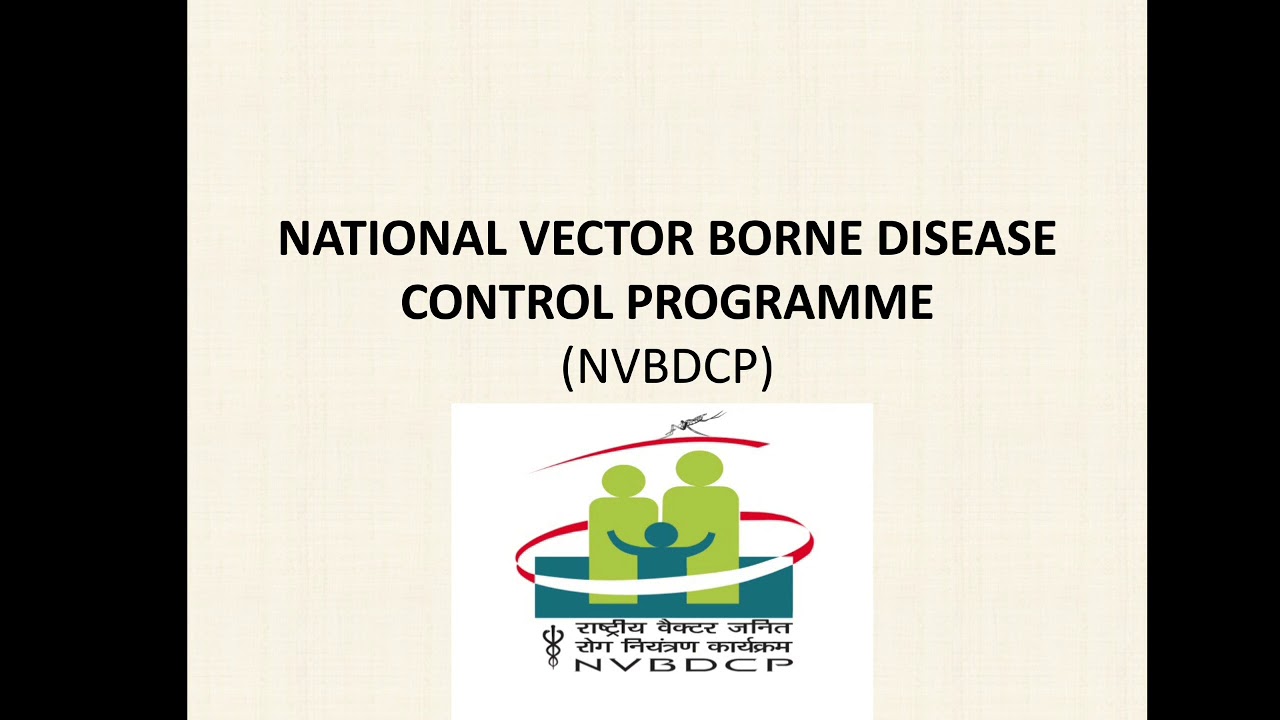 NATIONAL VECTOR BORNE DISEASE
CONTROL PROGRAMME
(NVBDCP)
राष्ट्रीय वैक्टर जनित
रोग नियंत्रण कार्यक्रम
NVBDCP